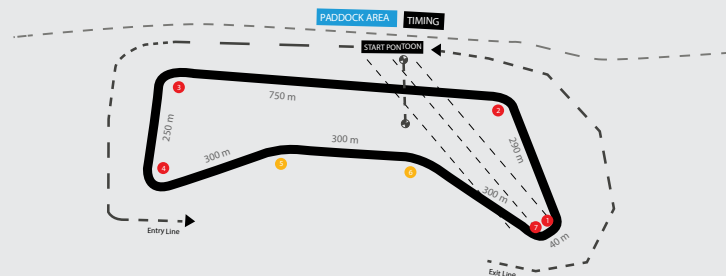 PADDOCK AREA
TIMING
START PONTOON
3
750 m
2
250 m
300 m
290 m
300 m
4
5
6
300 m
1
7
40 m
Entry Line
Exit Line